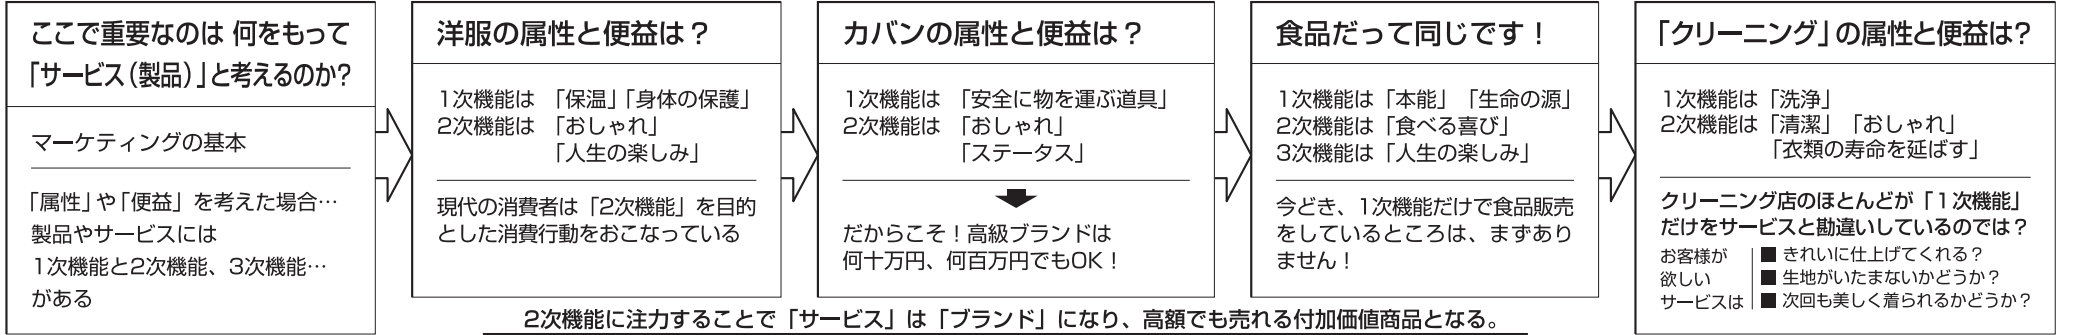 ここで重要なのは 何をもって
「サービス(製品)」と考えるのか?
マーケティングの基本
「属性」や「便益」を考えた場合…
製品やサービスには
1次機能と2次機能、3次機能…
がある
洋服の属性と便益は?
1次機能は 「保温」「身体の保護」
2次機能は 「おしゃれ」
「人生の楽しみ」
現代の消費者は「2次機能」を目的
とした消費行動をおこなっている
カバンの属性と便益は?
1次機能は 「安全に物を運ぶ道具」
2次機能は 「おしゃれ」
「ステータス」
だからこそ!高級ブランドは
何十万円、何百万円でもOK!
食品だって同じです!
1次機能は「本能」「生命の源」
2次機能は「食べる喜び」
3次機能は「人生の楽しみ」
今どき、1次機能だけで食品販売
をしているところは、まずあり
ません!
「クリーニング」の属性と便益は?
1次機能は「洗浄」
2次機能は「清潔」「おしゃれ」
「衣類の寿命を延ばす」
クリーニング店のほとんどが「1次機能」
だけをサービスと勘違いしているのでは?
お客様が
欲しい
サービスは
■ きれいに仕上げてくれる?
■ 生地がいたまないかどうか?
■ 次回も美しく着られるかどうか?
2次機能に注力することで「サービス」は「ブランド」になり、高額でも売れる付加価値商品となる。